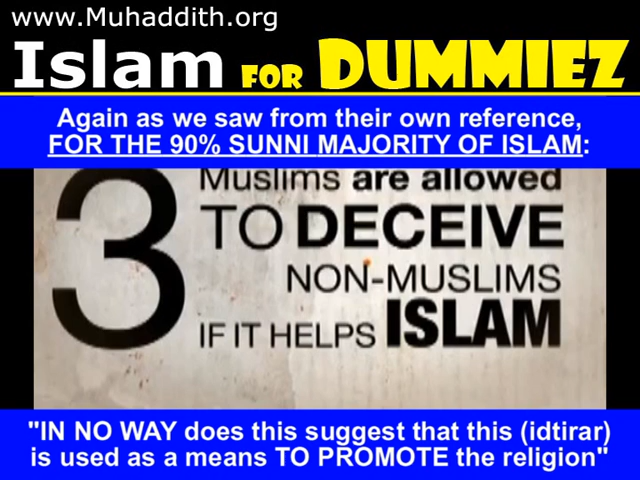 www.Muhaddith.org
Islam FOR DUMMIEZ
Again as we saw from their own reference,
FOR THE 90% SUNNI MAJORITY OF ISLAM:
3 Muslims are allowed
TO DECEIVE
NON-MUSLIMS
IF IT HELPS ISLAM
"IN NO WAY does this suggest that this (idtirar)
is used as a means TO PROMOTE the religion"